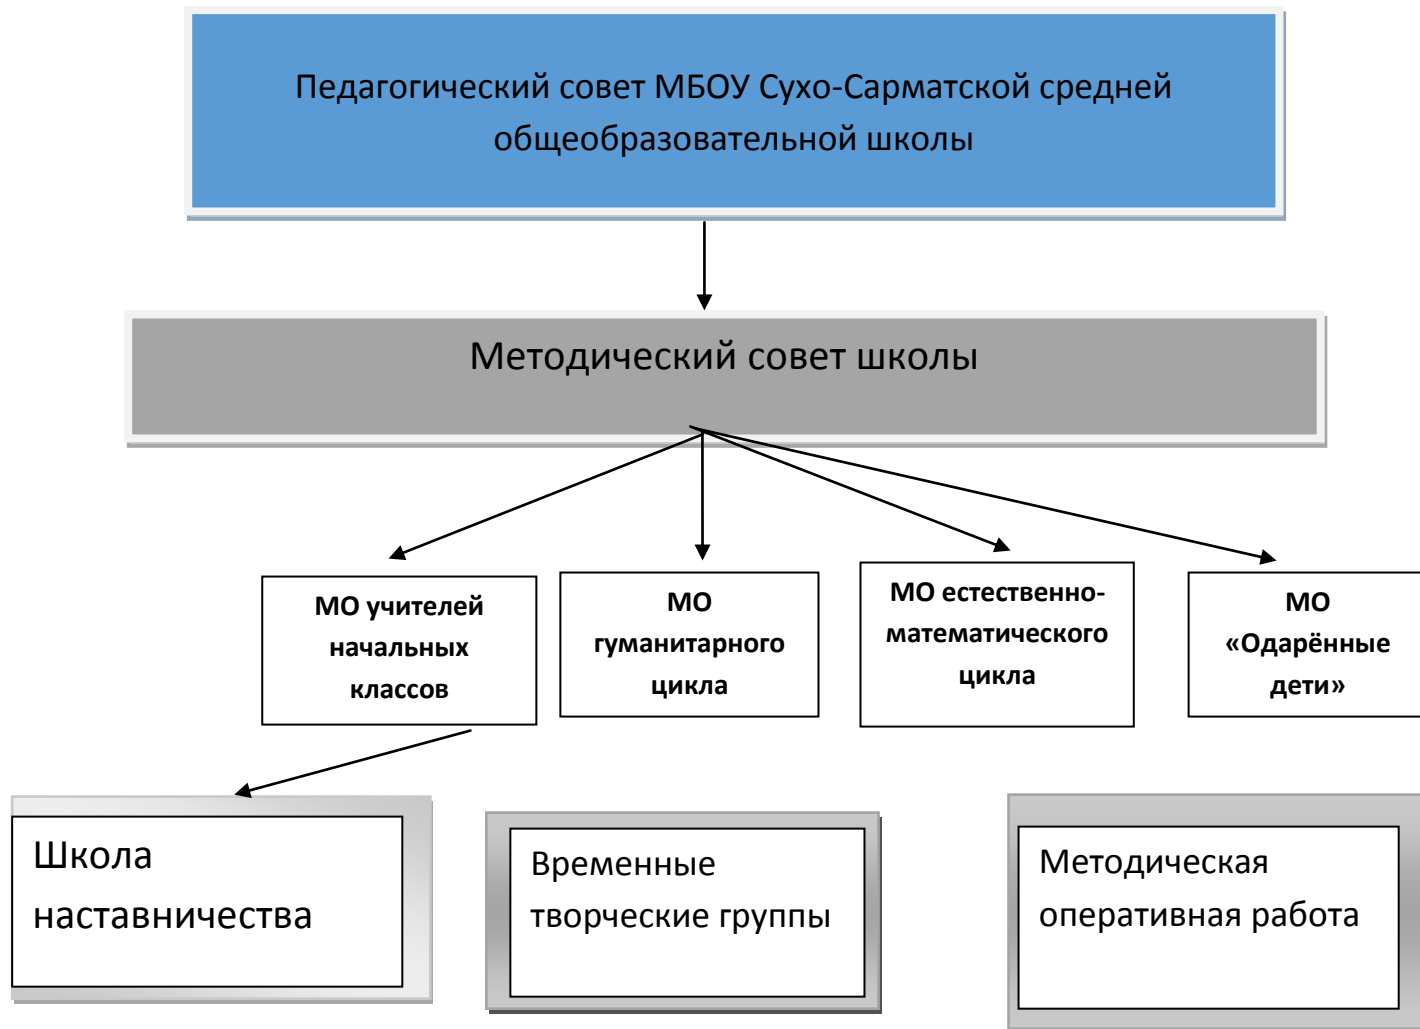 Педагогический совет МБОУ Сухо-Сарматской средней
общеобразовательной школы
Методический совет школы
МО учителей
начальных
классов
МО
гуманитарного
цикла
МО естественно-
математического
цикла
МО
«Одарённые
дети»
Школа
наставничества
Временные
творческие группы
Методическая
оперативная работа